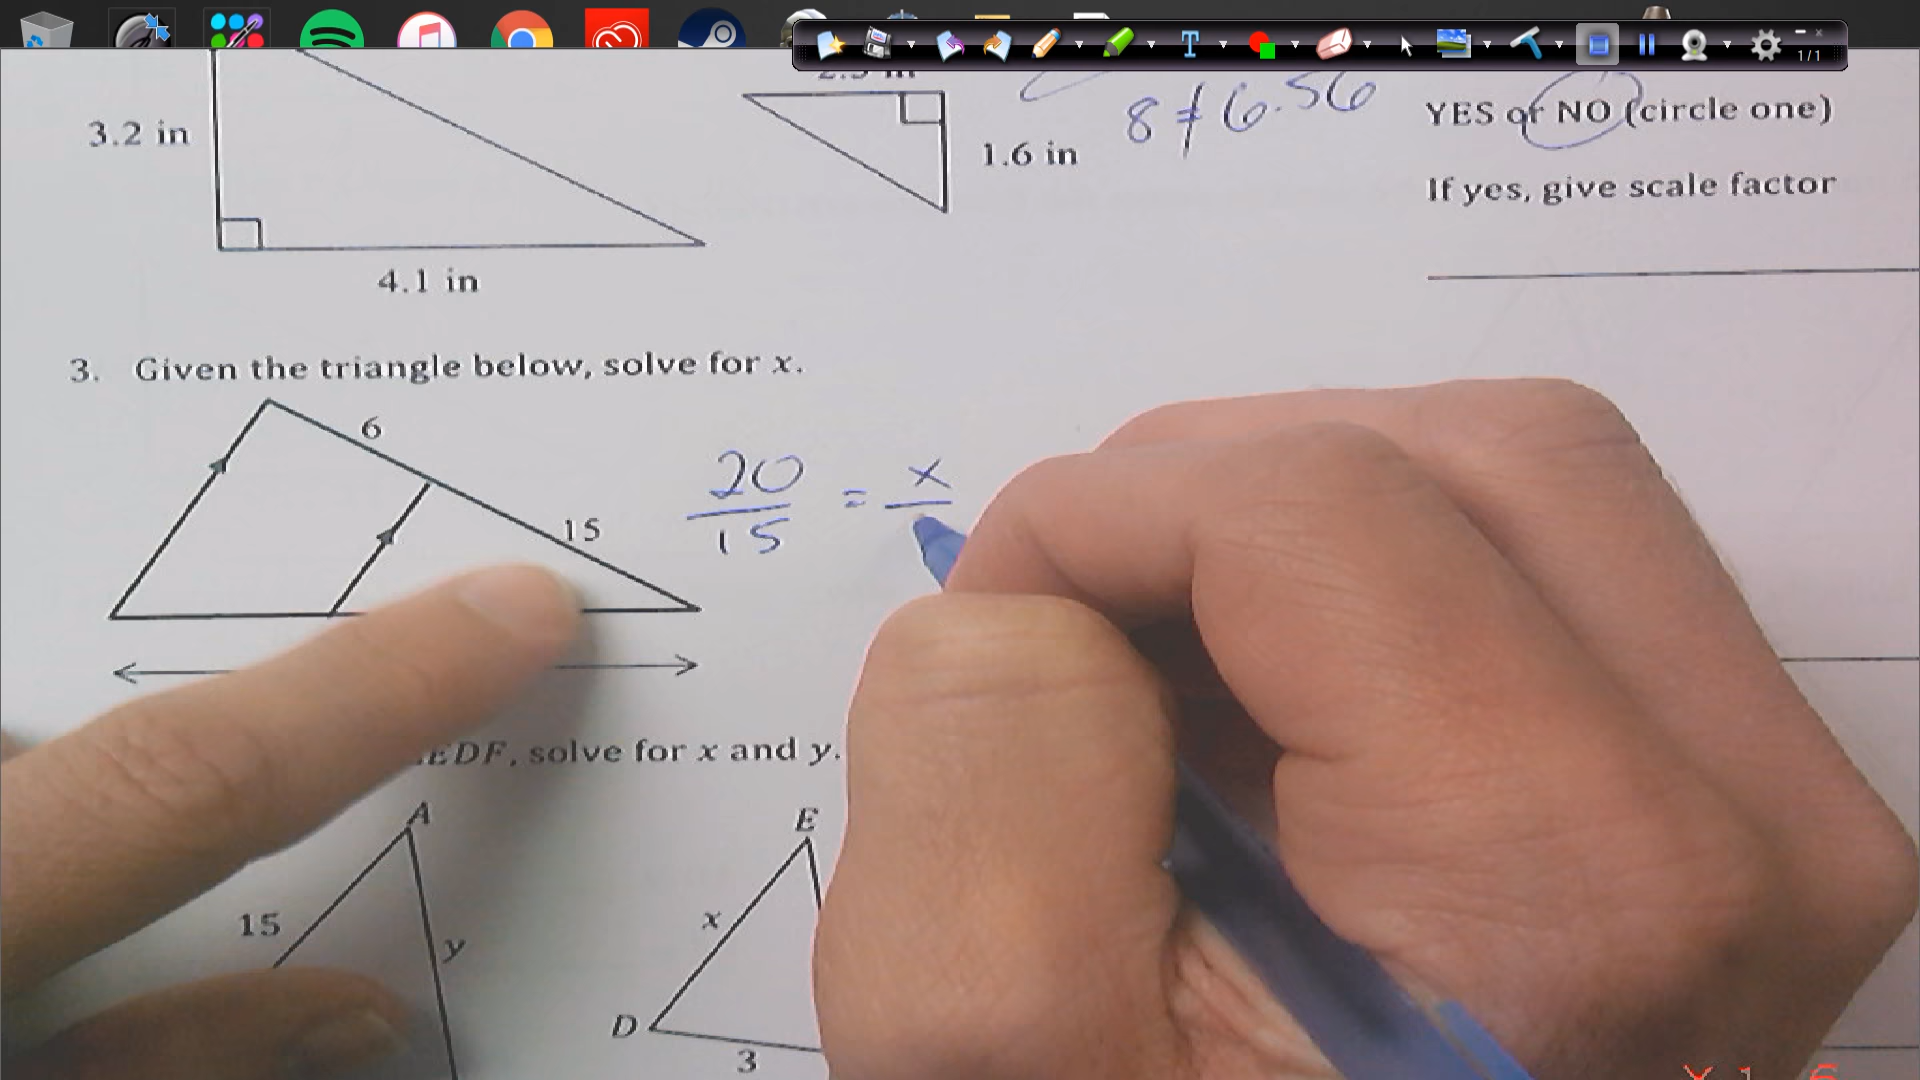 1/1
3.2 in
1.6 in
8 ≠ 6.56
YES or NO (circle one)
If yes, give scale factor
4.1 in
3. Given the triangle below, solve for x.
6
15
20/15 = x/
EDF, solve for x and y.
A
E
15
y
x
D
3